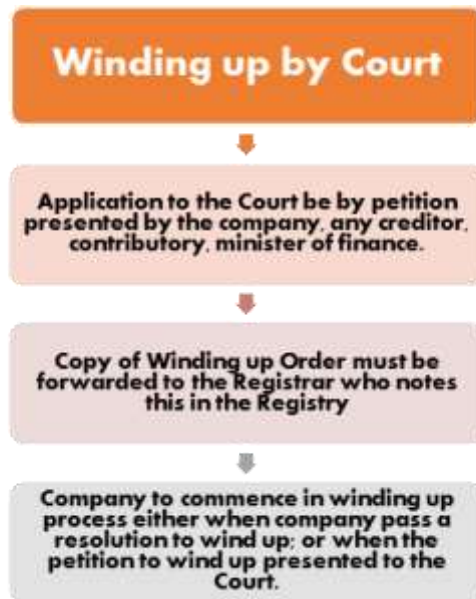 Winding up by Court
Application to the Court be by petition
presented by the company, any creditor,
contributory, minister of finance.
Copy of Winding up Order must be
forwarded to the Registrar who notes
this in the Registry
Company to commence in winding up
process either when company pass a
resolution to wind up; or when the
petition to wind up presented to the
Court.